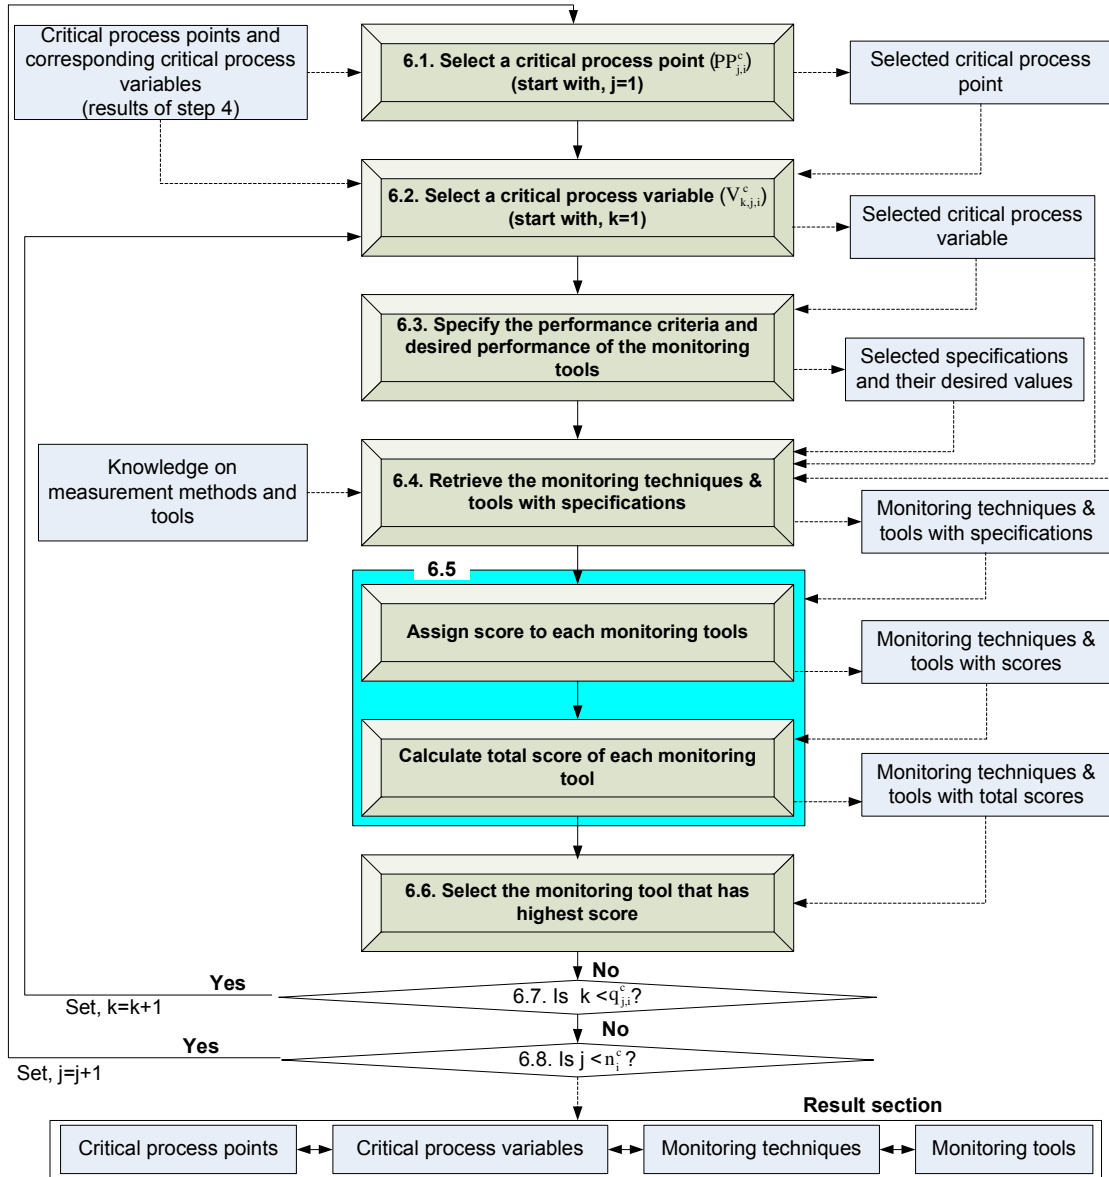 Critical process points and
corresponding critical process
variables
(results of step 4)
6.1. Select a critical process point (PP^c_{j,i})
(start with, j=1)
Selected critical process
point
6.2. Select a critical process variable (V^c_{k,j,i})
(start with, k=1)
Selected critical process
variable
6.3. Specify the performance criteria and
desired performance of the monitoring
tools
Selected specifications
and their desired values
Knowledge on
measurement methods and
tools
6.4. Retrieve the monitoring techniques &
tools with specifications
Monitoring techniques &
tools with specifications
6.5
Assign score to each monitoring tools
Monitoring techniques &
tools with scores
Calculate total score of each monitoring
tool
Monitoring techniques &
tools with total scores
6.6. Select the monitoring tool that has
highest score
Yes
No
Set, k=k+1
6.7. Is k <q^c_{j,i}?
Yes
No
Set, j=j+1
6.8. Is j <n^c_i ?
Result section
Critical process points
Critical process variables
Monitoring techniques
Monitoring tools